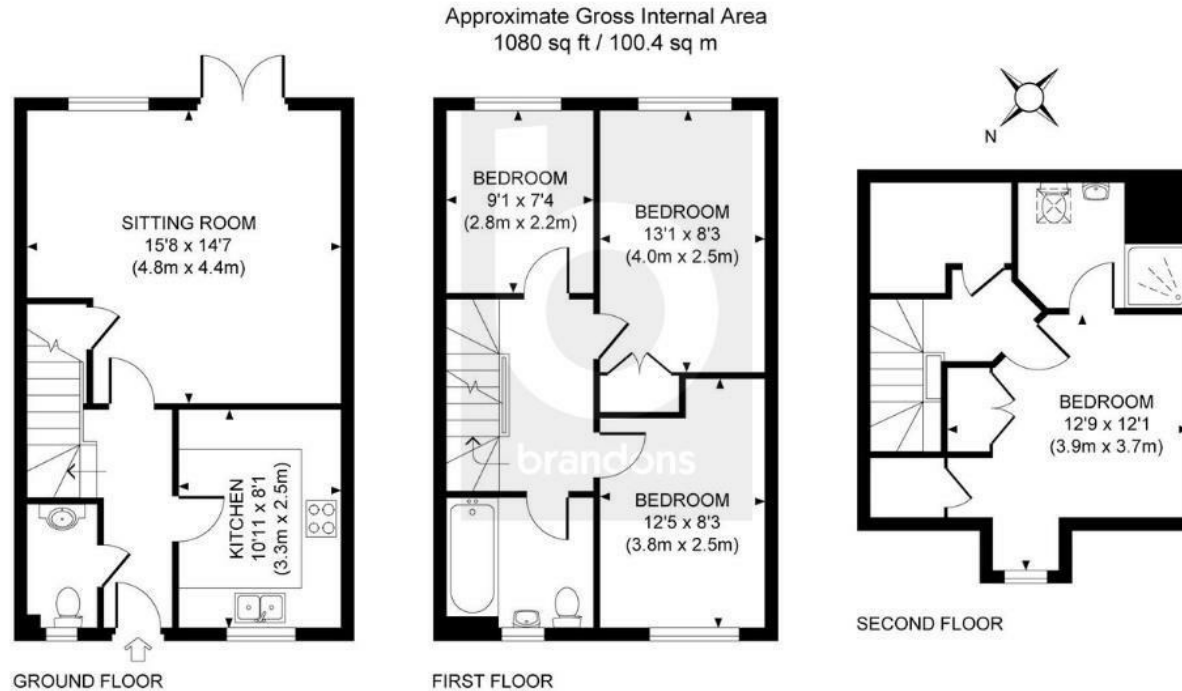 Approximate Gross Internal Area
1080 sq ft / 100.4 sq m
SITTING ROOM
15'8 x 14'7
(4.8m x 4.4m)
KITCHEN
10'11 x 8'1
(3.3m x 2.5m)
GROUND FLOOR
BEDROOM
9'1 x 7'4
(2.8m x 2.2m)
BEDROOM
13'1 x 8'3
(4.0m x 2.5m)
b
brandons
BEDROOM
12'5 x 8'3
(3.8m x 2.5m)
FIRST FLOOR
N
BEDROOM
12'9 x 12'1
(3.9m x 3.7m)
SECOND FLOOR